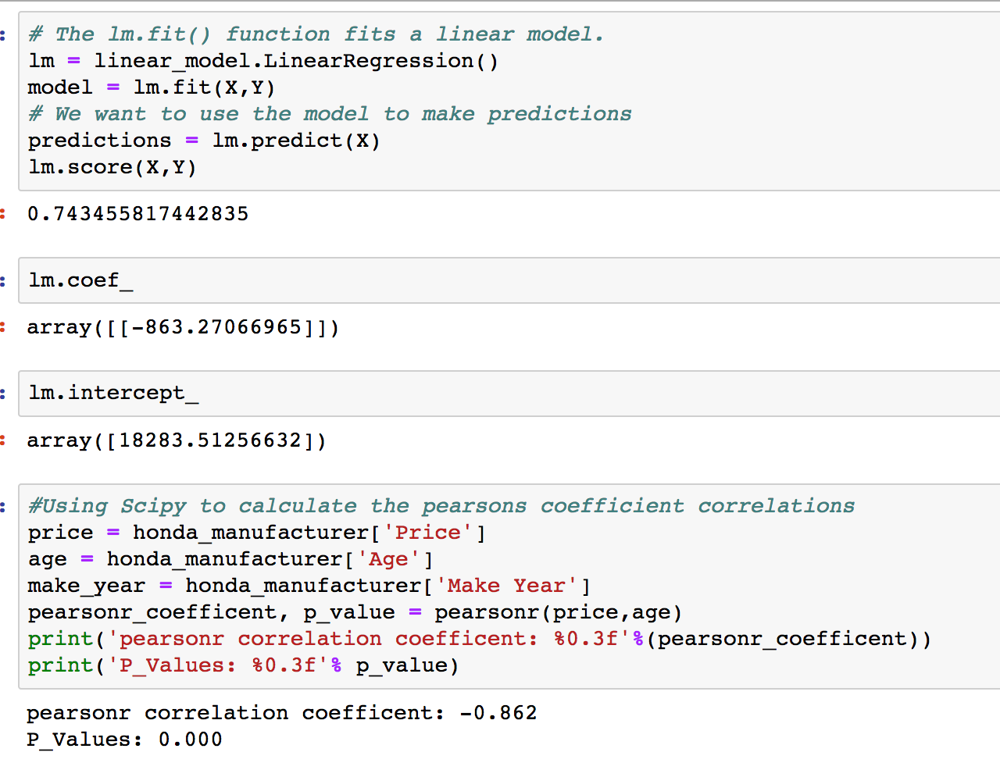 # The lm.fit() function fits a linear model.
lm = linear_model.LinearRegression()
model = lm.fit(X,Y)
# We want to use the model to make predictions
predictions = lm.predict(X)
lm.score(X,Y)
0.743455817442835
lm.coef_
array([[-863.27066965]])
lm.intercept_
array([18283.51256632])
#Using Scipy to calculate the pearsons coefficient correlations
price = honda_manufacturer['Price']
age = honda_manufacturer['Age']
make_year = honda_manufacturer['Make Year']
pearsonr_coefficent, p_value = pearsonr(price,age)
print('pearsonr correlation coefficent: %0.3f'%(pearsonr_coefficent))
print('P_Values: %0.3f'% p_value)
pearsonr correlation coefficent: -0.862
P_Values: 0.000